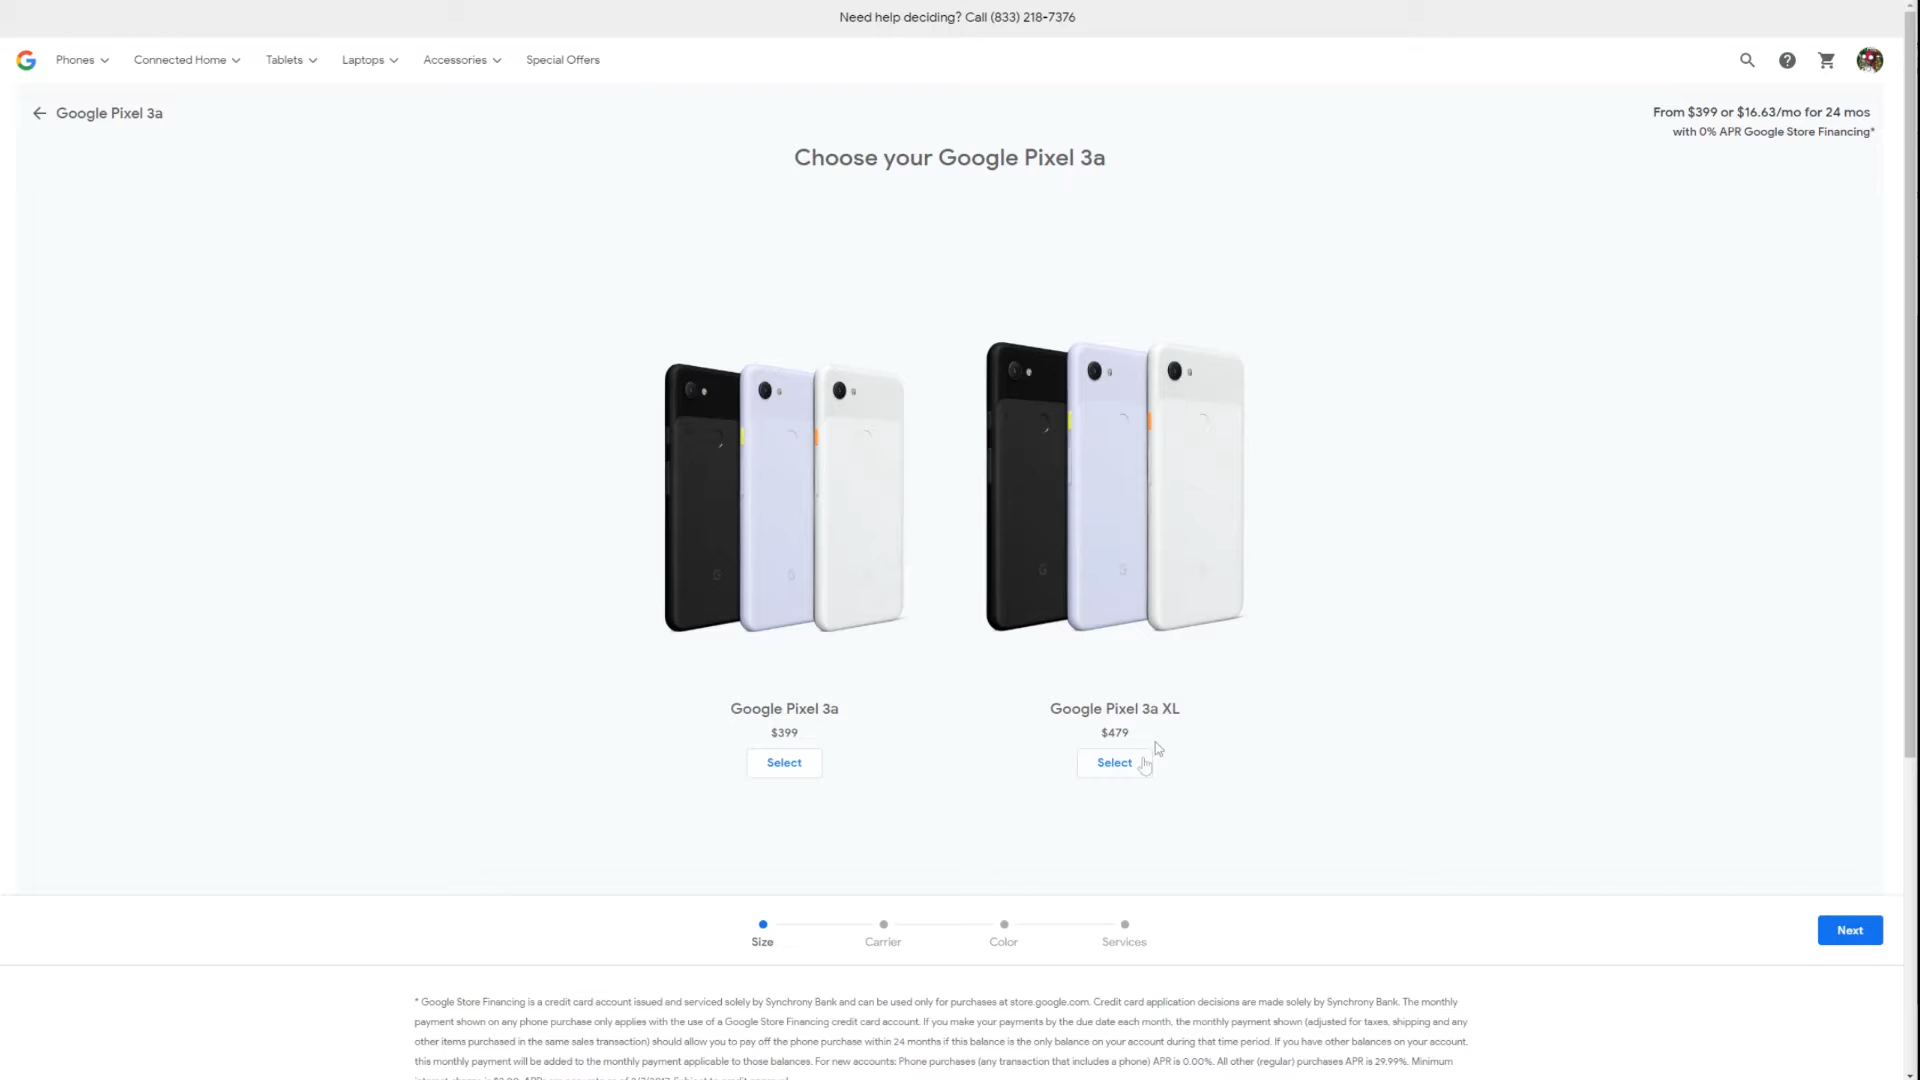 Need help deciding? Call (833) 218-7376
Phones
Connected Home
Tablets
Laptops
Accessories
Special Offers
Google Pixel 3a
From $399 or $16.63/mo for 24 mos
with 0% APR Google Store Financing*
Choose your Google Pixel 3a
Google Pixel 3a
$399
Select
Google Pixel 3a XL
$479
Select
Size
Carrier
Color
Services
Next
* Google Store Financing is a credit card account issued and serviced solely by Synchrony Bank and can be used only for purchases at store.google.com. Credit card application decisions are made solely by Synchrony Bank. The monthly
payment shown on any phone purchase only applies with the use of a Google Store Financing credit card account. If you make your payments by the due date each month, the monthly payment shown (adjusted for taxes, shipping and any
other items purchased in the same sales transaction) should allow you to pay off the phone purchase within 24 months if this balance is the only balance on your account during that time period. If you have other balances on your account,
this monthly payment will be added to the monthly payment applicable to those balances. For new accounts: Phone purchases (any transaction that includes a phone) APR is 0.00%. All other (regular) purchases APR is 29.99%. Minimum